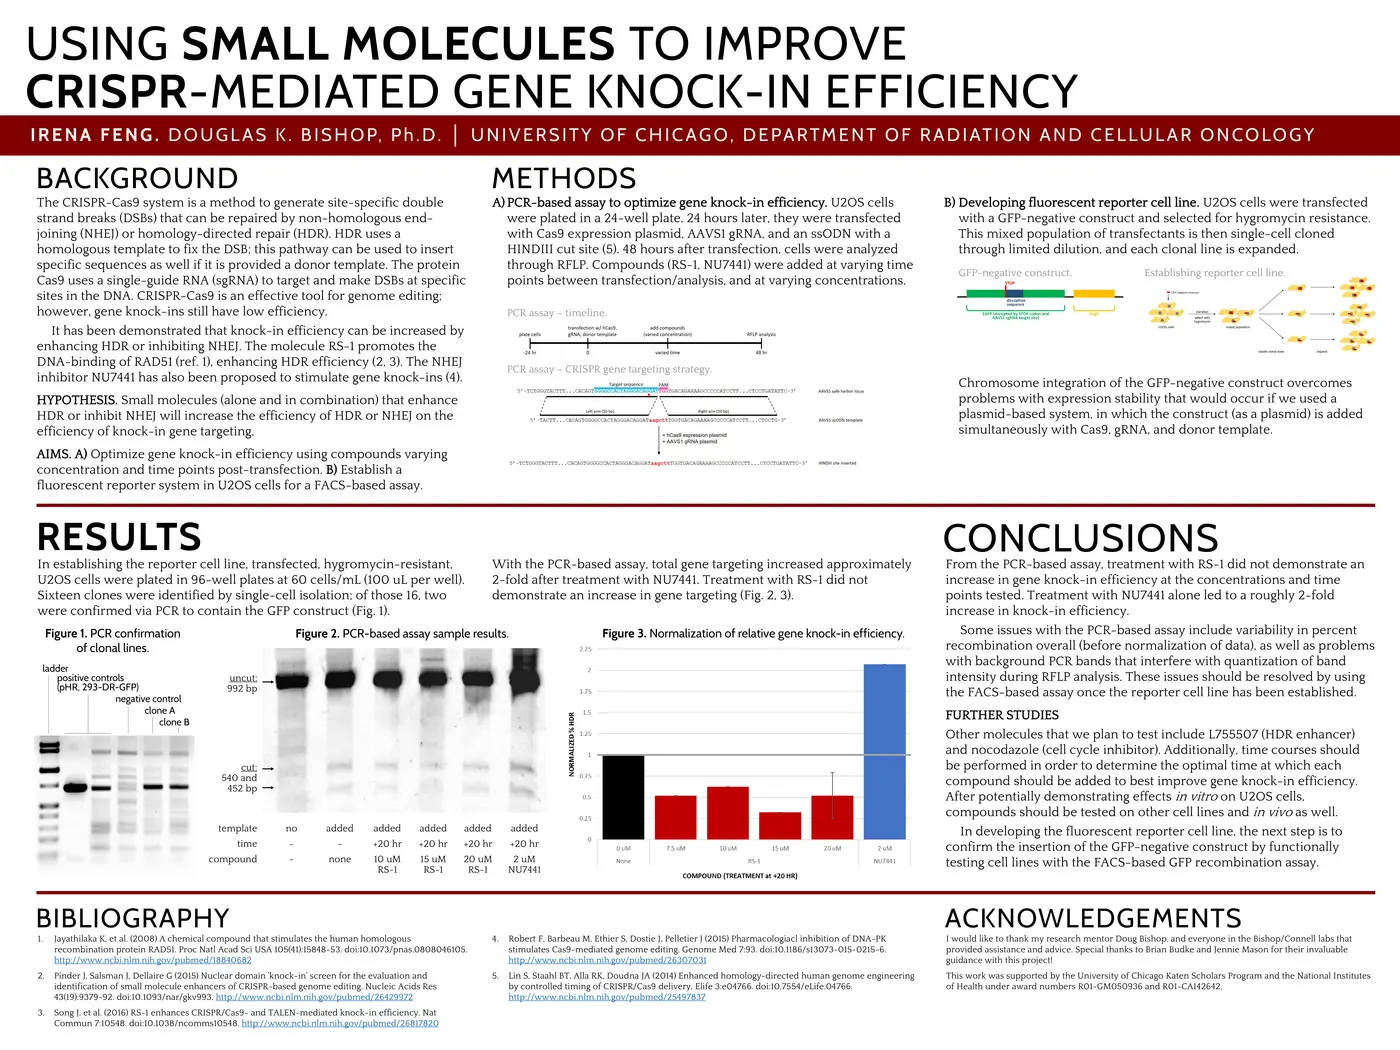 USING SMALL MOLECULES TO IMPROVE
CRISPR-MEDIATED GENE KNOCK-IN EFFICIENCY
IRENA FENG. DOUGLAS K. BISHOP, Ph.D. | UNIVERSITY OF CHICAGO, DEPARTMENT OF RADIATION AND CELLULAR ONCOLOGY
BACKGROUND
The CRISPR-Cas9 system is a method to generate site-specific double
strand breaks (DSBs) that can be repaired by non-homologous end-
joining (NHEJ) or homology-directed repair (HDR). HDR uses a
homologous template to fix the DSB; this pathway can be used to insert
specific sequences as well if it is provided a donor template. The protein
Cas9 uses a single-guide RNA (sgRNA) to target and make DSBs at specific
sites in the DNA. CRISPR-Cas9 is an effective tool for genome editing;
however, gene knock-ins still have low efficiency.
It has been demonstrated that knock-in efficiency can be increased by
enhancing HDR or inhibiting NHEJ. The molecule RS-1 promotes the
DNA-binding of RAD51 (ref. 1), enhancing HDR efficiency (2, 3). The NHEJ
inhibitor NU7441 has also been proposed to stimulate gene knock-ins (4).
HYPOTHESIS. Small molecules (alone and in combination) that enhance
HDR or inhibit NHEJ will increase the efficiency of HDR or NHEJ on the
efficiency of knock-in gene targeting.
AIMS. A) Optimize gene knock-in efficiency using compounds varying
concentration and time points post-transfection. B) Establish a
fluorescent reporter system in U2OS cells for a FACS-based assay.
METHODS
A) PCR-based assay to optimize gene knock-in efficiency. U2OS cells
were plated in a 24-well plate. 24 hours later, they were transfected
with Cas9 expression plasmid, AAVS1 gRNA, and an ssODN with a
HINDIII cut site (5). 48 hours after transfection, cells were analyzed
through RFLP. Compounds (RS-1, NU7441) were added at varying time
points between transfection/analysis, and at varying concentrations.
PCR assay – timeline.
plate cells
transfection w/ hCas9,
gRNA, donor template
add compounds
(varied concentration)
RFLP analysis
-24 hr
0
varied time
48 hr
PCR assay – CRISPR gene targeting strategy.
Target sequence
PAM
AAVS1 safe harbor locus
Left arm (50 bp)
Right arm (50 bp)
AAVS1 ssODN template
+ hCas9 expression plasmid
+ AAVS1 gRNA plasmid
HINDIII site inserted
B) Developing fluorescent reporter cell line. U2OS cells were transfected
with a GFP-negative construct and selected for hygromycin resistance.
This mixed population of transfectants is then single-cell cloned
through limited dilution, and each clonal line is expanded.
GFP-negative construct.
STOP
disruptive
sequence
EGFP (disrupted by STOP codon and
AAVS1 sgRNA target site)
HygR
Establishing reporter cell line.
GFP-negative construct
U2OS cells
transfect
select with
hygromycin
mixed population
isolate clonal lines
expand
Chromosome integration of the GFP-negative construct overcomes
problems with expression stability that would occur if we used a
plasmid-based system, in which the construct (as a plasmid) is added
simultaneously with Cas9, gRNA, and donor template.
RESULTS
In establishing the reporter cell line, transfected, hygromycin-resistant,
U2OS cells were plated in 96-well plates at 60 cells/mL (100 uL per well).
Sixteen clones were identified by single-cell isolation; of those 16, two
were confirmed via PCR to contain the GFP construct (Fig. 1).
With the PCR-based assay, total gene targeting increased approximately
2-fold after treatment with NU7441. Treatment with RS-1 did not
demonstrate an increase in gene targeting (Fig. 2, 3).
Figure 1. PCR confirmation
of clonal lines.
ladder
positive controls
(pHR, 293-DR-GFP)
negative control
clone A
clone B
Figure 2. PCR-based assay sample results.
uncut:
992 bp
cut:
540 and
452 bp
template no added added added added added
time - - +20 hr +20 hr +20 hr +20 hr
compound - none 10 uM 15 uM 20 uM 2 uM
RS-1 RS-1 RS-1 NU7441
Figure 3. Normalization of relative gene knock-in efficiency.
NORMALIZED % HDR
2.25
2
1.75
1.5
1.25
1
0.75
0.5
0.25
0
0 uM 7.5 uM 10 uM 15 uM 20 uM 2 uM
None RS-1 NU7441
COMPOUND (TREATMENT at +20 HR)
CONCLUSIONS
From the PCR-based assay, treatment with RS-1 did not demonstrate an
increase in gene knock-in efficiency at the concentrations and time
points tested. Treatment with NU7441 alone led to a roughly 2-fold
increase in knock-in efficiency.
Some issues with the PCR-based assay include variability in percent
recombination overall (before normalization of data), as well as problems
with background PCR bands that interfere with quantization of band
intensity during RFLP analysis. These issues should be resolved by using
the FACS-based assay once the reporter cell line has been established.
FURTHER STUDIES
Other molecules that we plan to test include L755507 (HDR enhancer)
and nocodazole (cell cycle inhibitor). Additionally, time courses should
be performed in order to determine the optimal time at which each
compound should be added to best improve gene knock-in efficiency.
After potentially demonstrating effects in vitro on U2OS cells,
compounds should be tested on other cell lines and in vivo as well.
In developing the fluorescent reporter cell line, the next step is to
confirm the insertion of the GFP-negative construct by functionally
testing cell lines with the FACS-based GFP recombination assay.
BIBLIOGRAPHY
1. Jayathilaka K, et al. (2008) A chemical compound that stimulates the human homologous
recombination protein RAD51. Proc Natl Acad Sci USA 105(41):15848-53. doi:10.1073/pnas.0808046105.
http://www.ncbi.nlm.nih.gov/pubmed/18840682
2. Pinder J, Salsman J, Dellaire G (2015) Nuclear domain 'knock-in' screen for the evaluation and
identification of small molecule enhancers of CRISPR-based genome editing. Nucleic Acids Res
43(19):9379-92. doi:10.1093/nar/gkv993. http://www.ncbi.nlm.nih.gov/pubmed/26429972
3. Song J, et al. (2016) RS-1 enhances CRISPR/Cas9- and TALEN-mediated knock-in efficiency. Nat
Commun 7:10548. doi:10.1038/ncomms10548. http://www.ncbi.nlm.nih.gov/pubmed/26817820
4. Robert F, Barbeau M, Ethier S, Dostie J, Pelletier J (2015) Pharmacologiacl inhibition of DNA-PK
stimulates Cas9-mediated genome editing. Genome Med 7:93. doi:10.1186/s13073-015-0215-6.
http://www.ncbi.nlm.nih.gov/pubmed/26307031
5. Lin S, Staahl BT, Alla RK, Doudna JA (2014) Enhanced homology-directed human genome engineering
by controlled timing of CRISPR/Cas9 delivery. Elife 3:e04766. doi:10.7554/eLife.04766.
http://www.ncbi.nlm.nih.gov/pubmed/25497837
ACKNOWLEDGEMENTS
I would like to thank my research mentor Doug Bishop, and everyone in the Bishop/Connell labs that
provided assistance and advice. Special thanks to Brian Budke and Jennie Mason for their invaluable
guidance with this project!
This work was supported by the University of Chicago Katen Scholars Program and the National Institutes
of Health under award numbers R01-GM050936 and R01-CA142642.